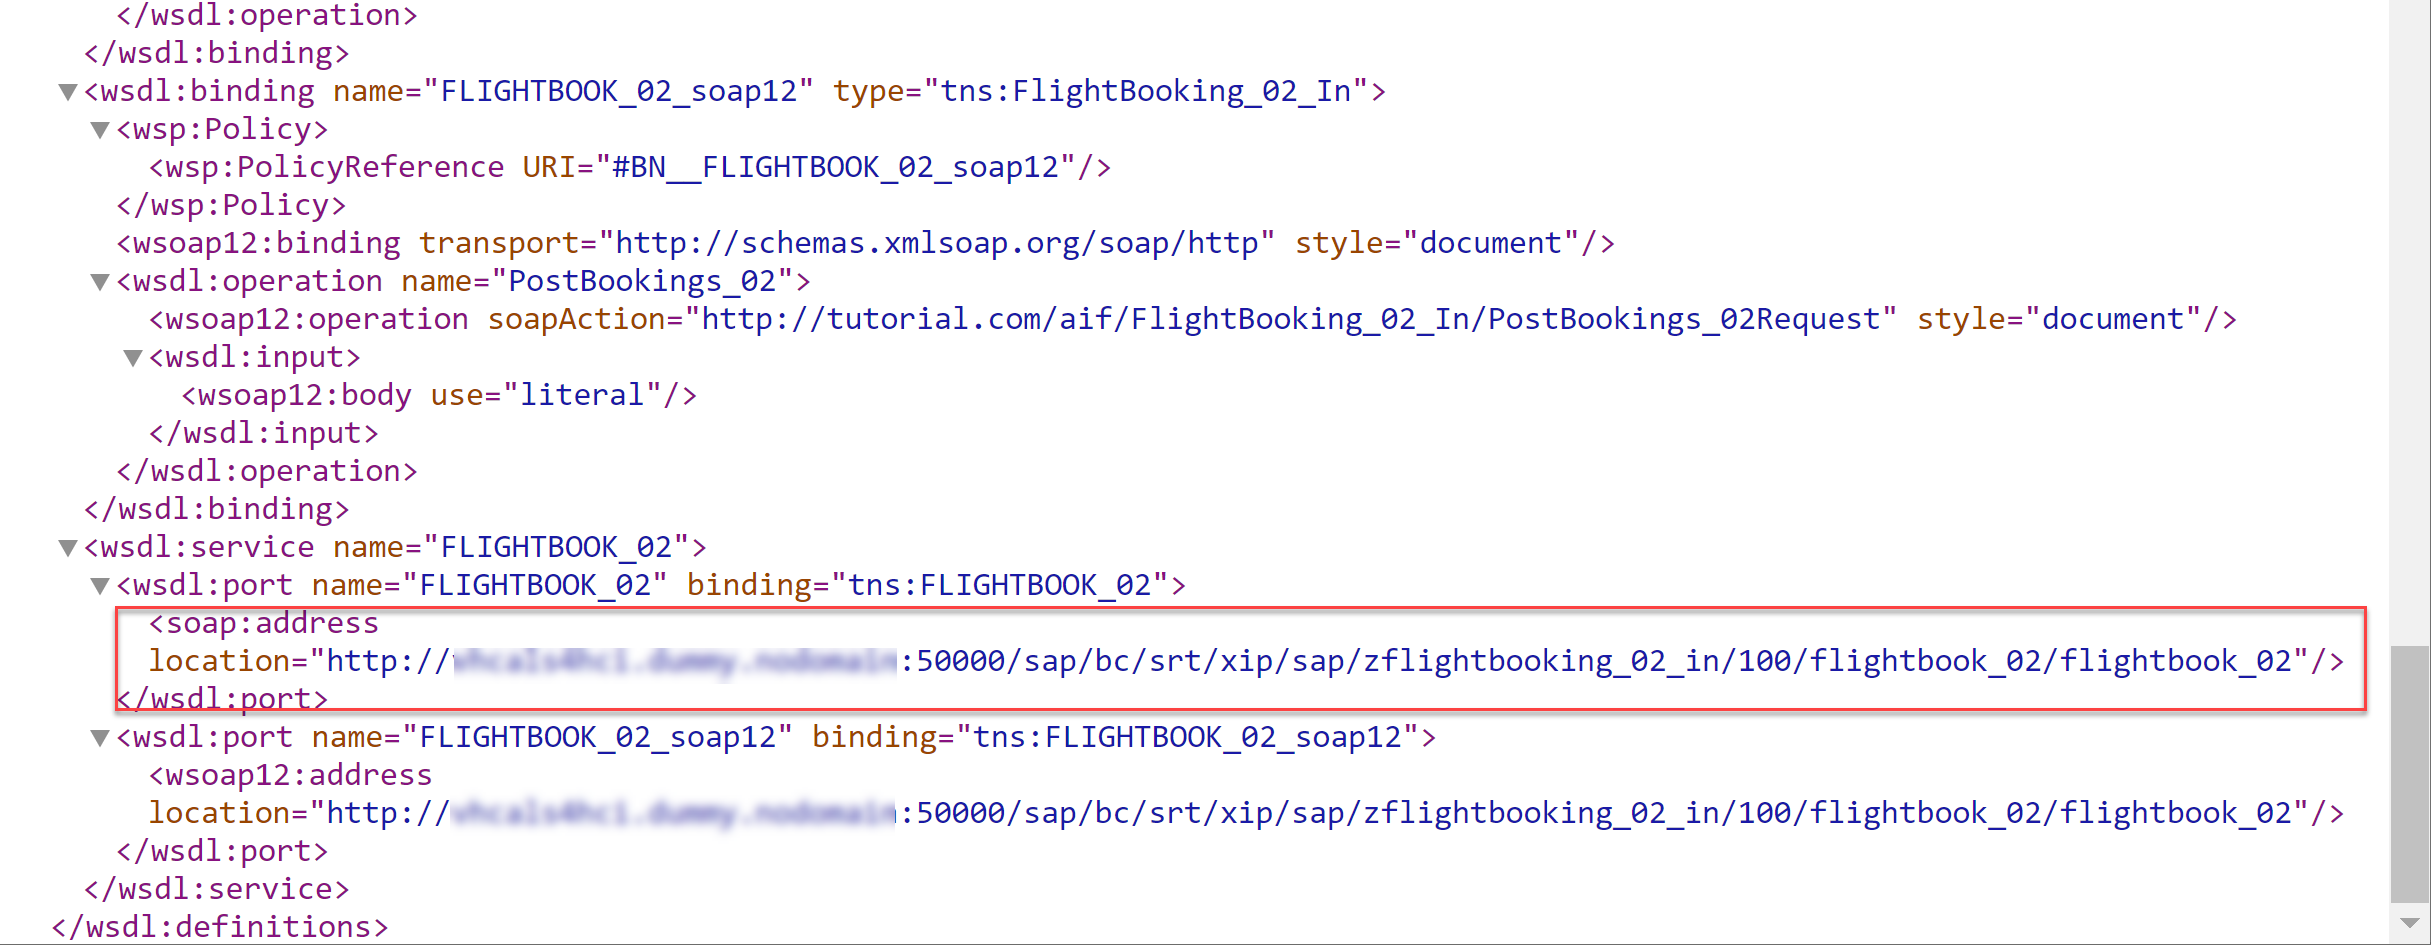 </wsdl:operation>
</wsdl:binding>
<wsdl:binding name="FLIGHTBOOK_02_soap12" type="tns:FlightBooking_02_In">
<wsp:Policy>
<wsp:PolicyReference URI="#BN__FLIGHTBOOK_02_soap12"/>
</wsp:Policy>
<wsoap12:binding transport="http://schemas.xmlsoap.org/soap/http" style="document"/>
<wsdl:operation name="PostBookings_02">
<wsoap12:operation soapAction="http://tutorial.com/aif/FlightBooking_02_In/PostBookings_02Request" style="document"/>
<wsdl:input>
<wsoap12:body use="literal"/>
</wsdl:input>
</wsdl:operation>
</wsdl:binding>
<wsdl:service name="FLIGHTBOOK_02">
<wsdl:port name="FLIGHTBOOK_02" binding="tns:FLIGHTBOOK_02">
<soap:address
location="http://:50000/sap/bc/srt/xip/sap/zflightbooking_02_in/100/flightbook_02/flightbook_02"/>
</wsdl:port>
<wsdl:port name="FLIGHTBOOK_02_soap12" binding="tns:FLIGHTBOOK_02_soap12">
<wsoap12:address
location="http://:50000/sap/bc/srt/xip/sap/zflightbooking_02_in/100/flightbook_02/flightbook_02"/>
</wsdl:port>
</wsdl:service>
</wsdl:definitions>